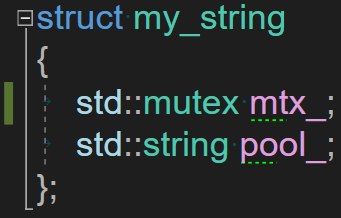 struct my_string
{
    std::mutex mtx_;
    std::string pool_;
};